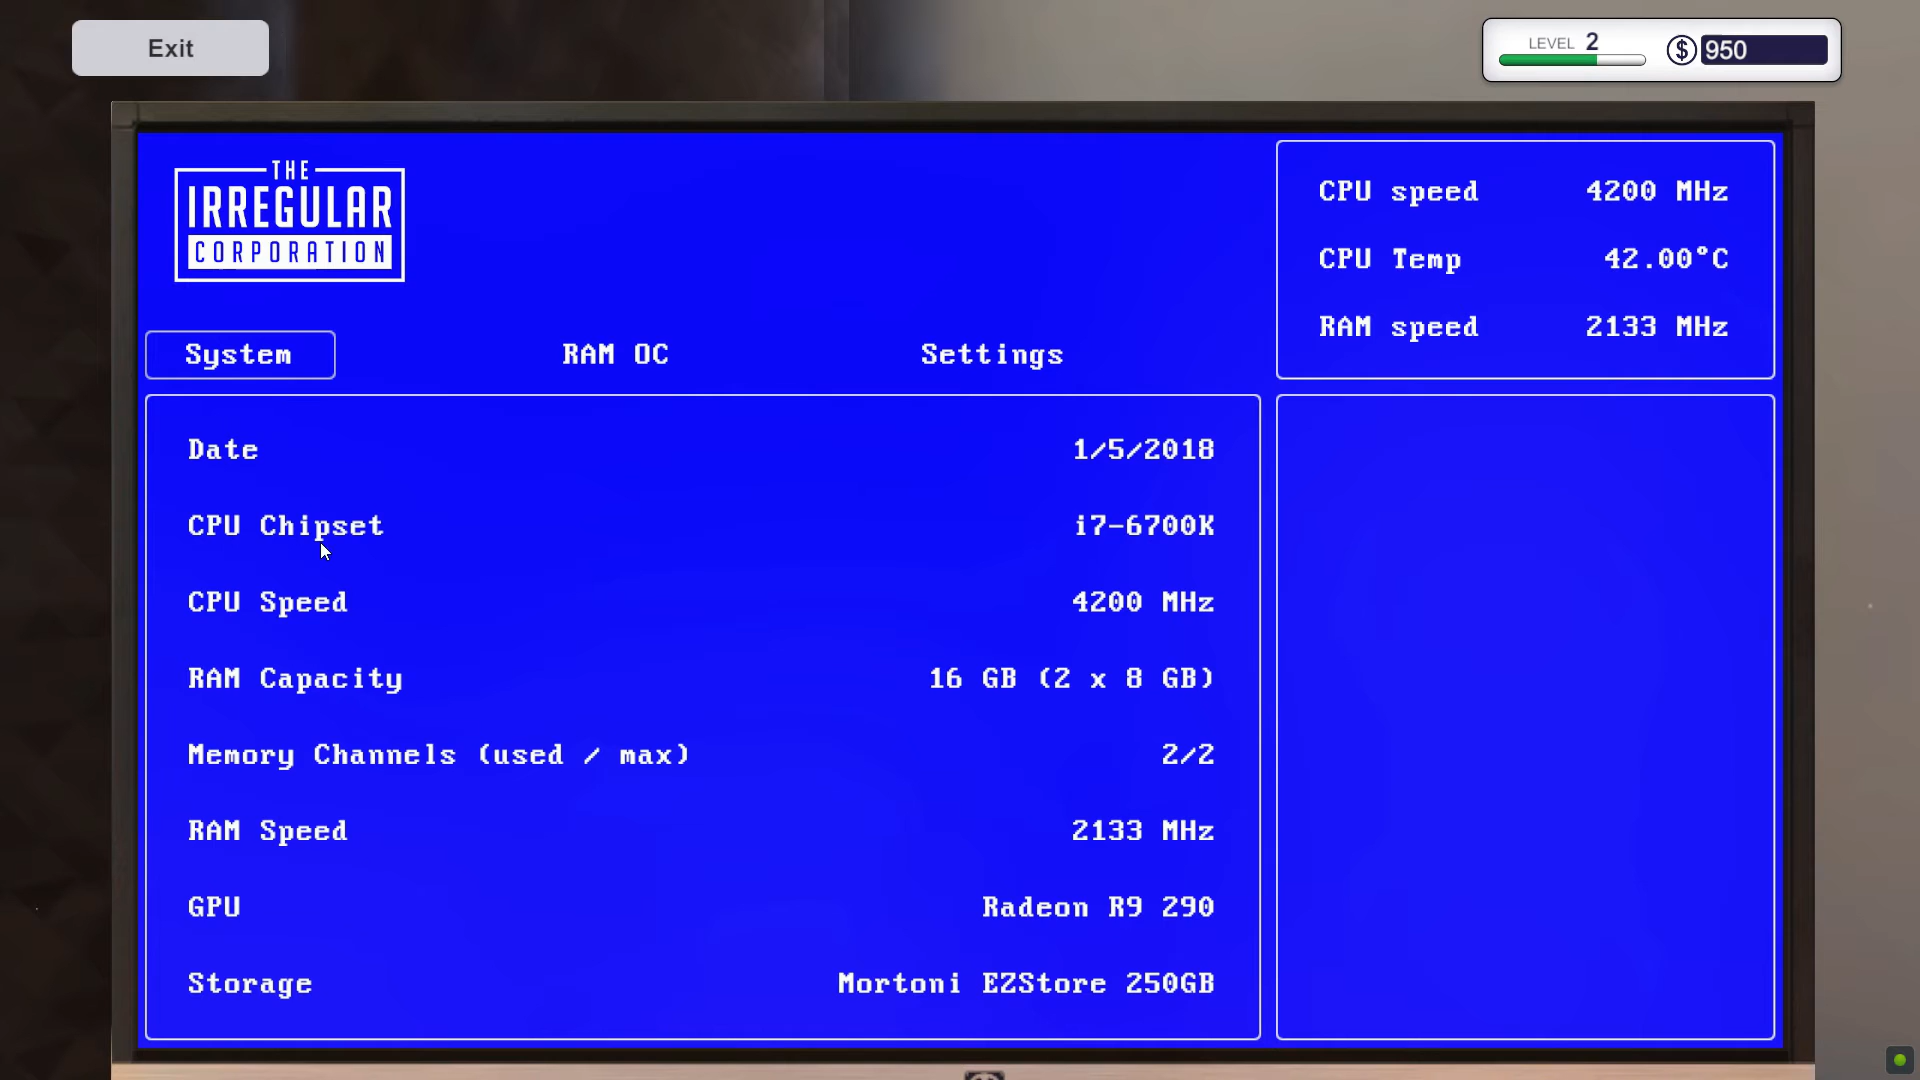 Exit
LEVEL 2
$ 950
THE
IRREGULAR
CORPORATION
CPU speed 4200 MHz
CPU Temp 42.00°C
RAM speed 2133 MHz
System RAM OC Settings
Date 1/5/2018
CPU Chipset i7-6700K
CPU Speed 4200 MHz
RAM Capacity 16 GB (2 x 8 GB)
Memory Channels (used / max) 2/2
RAM Speed 2133 MHz
GPU Radeon R9 290
Storage Mortoni EZStore 250GB